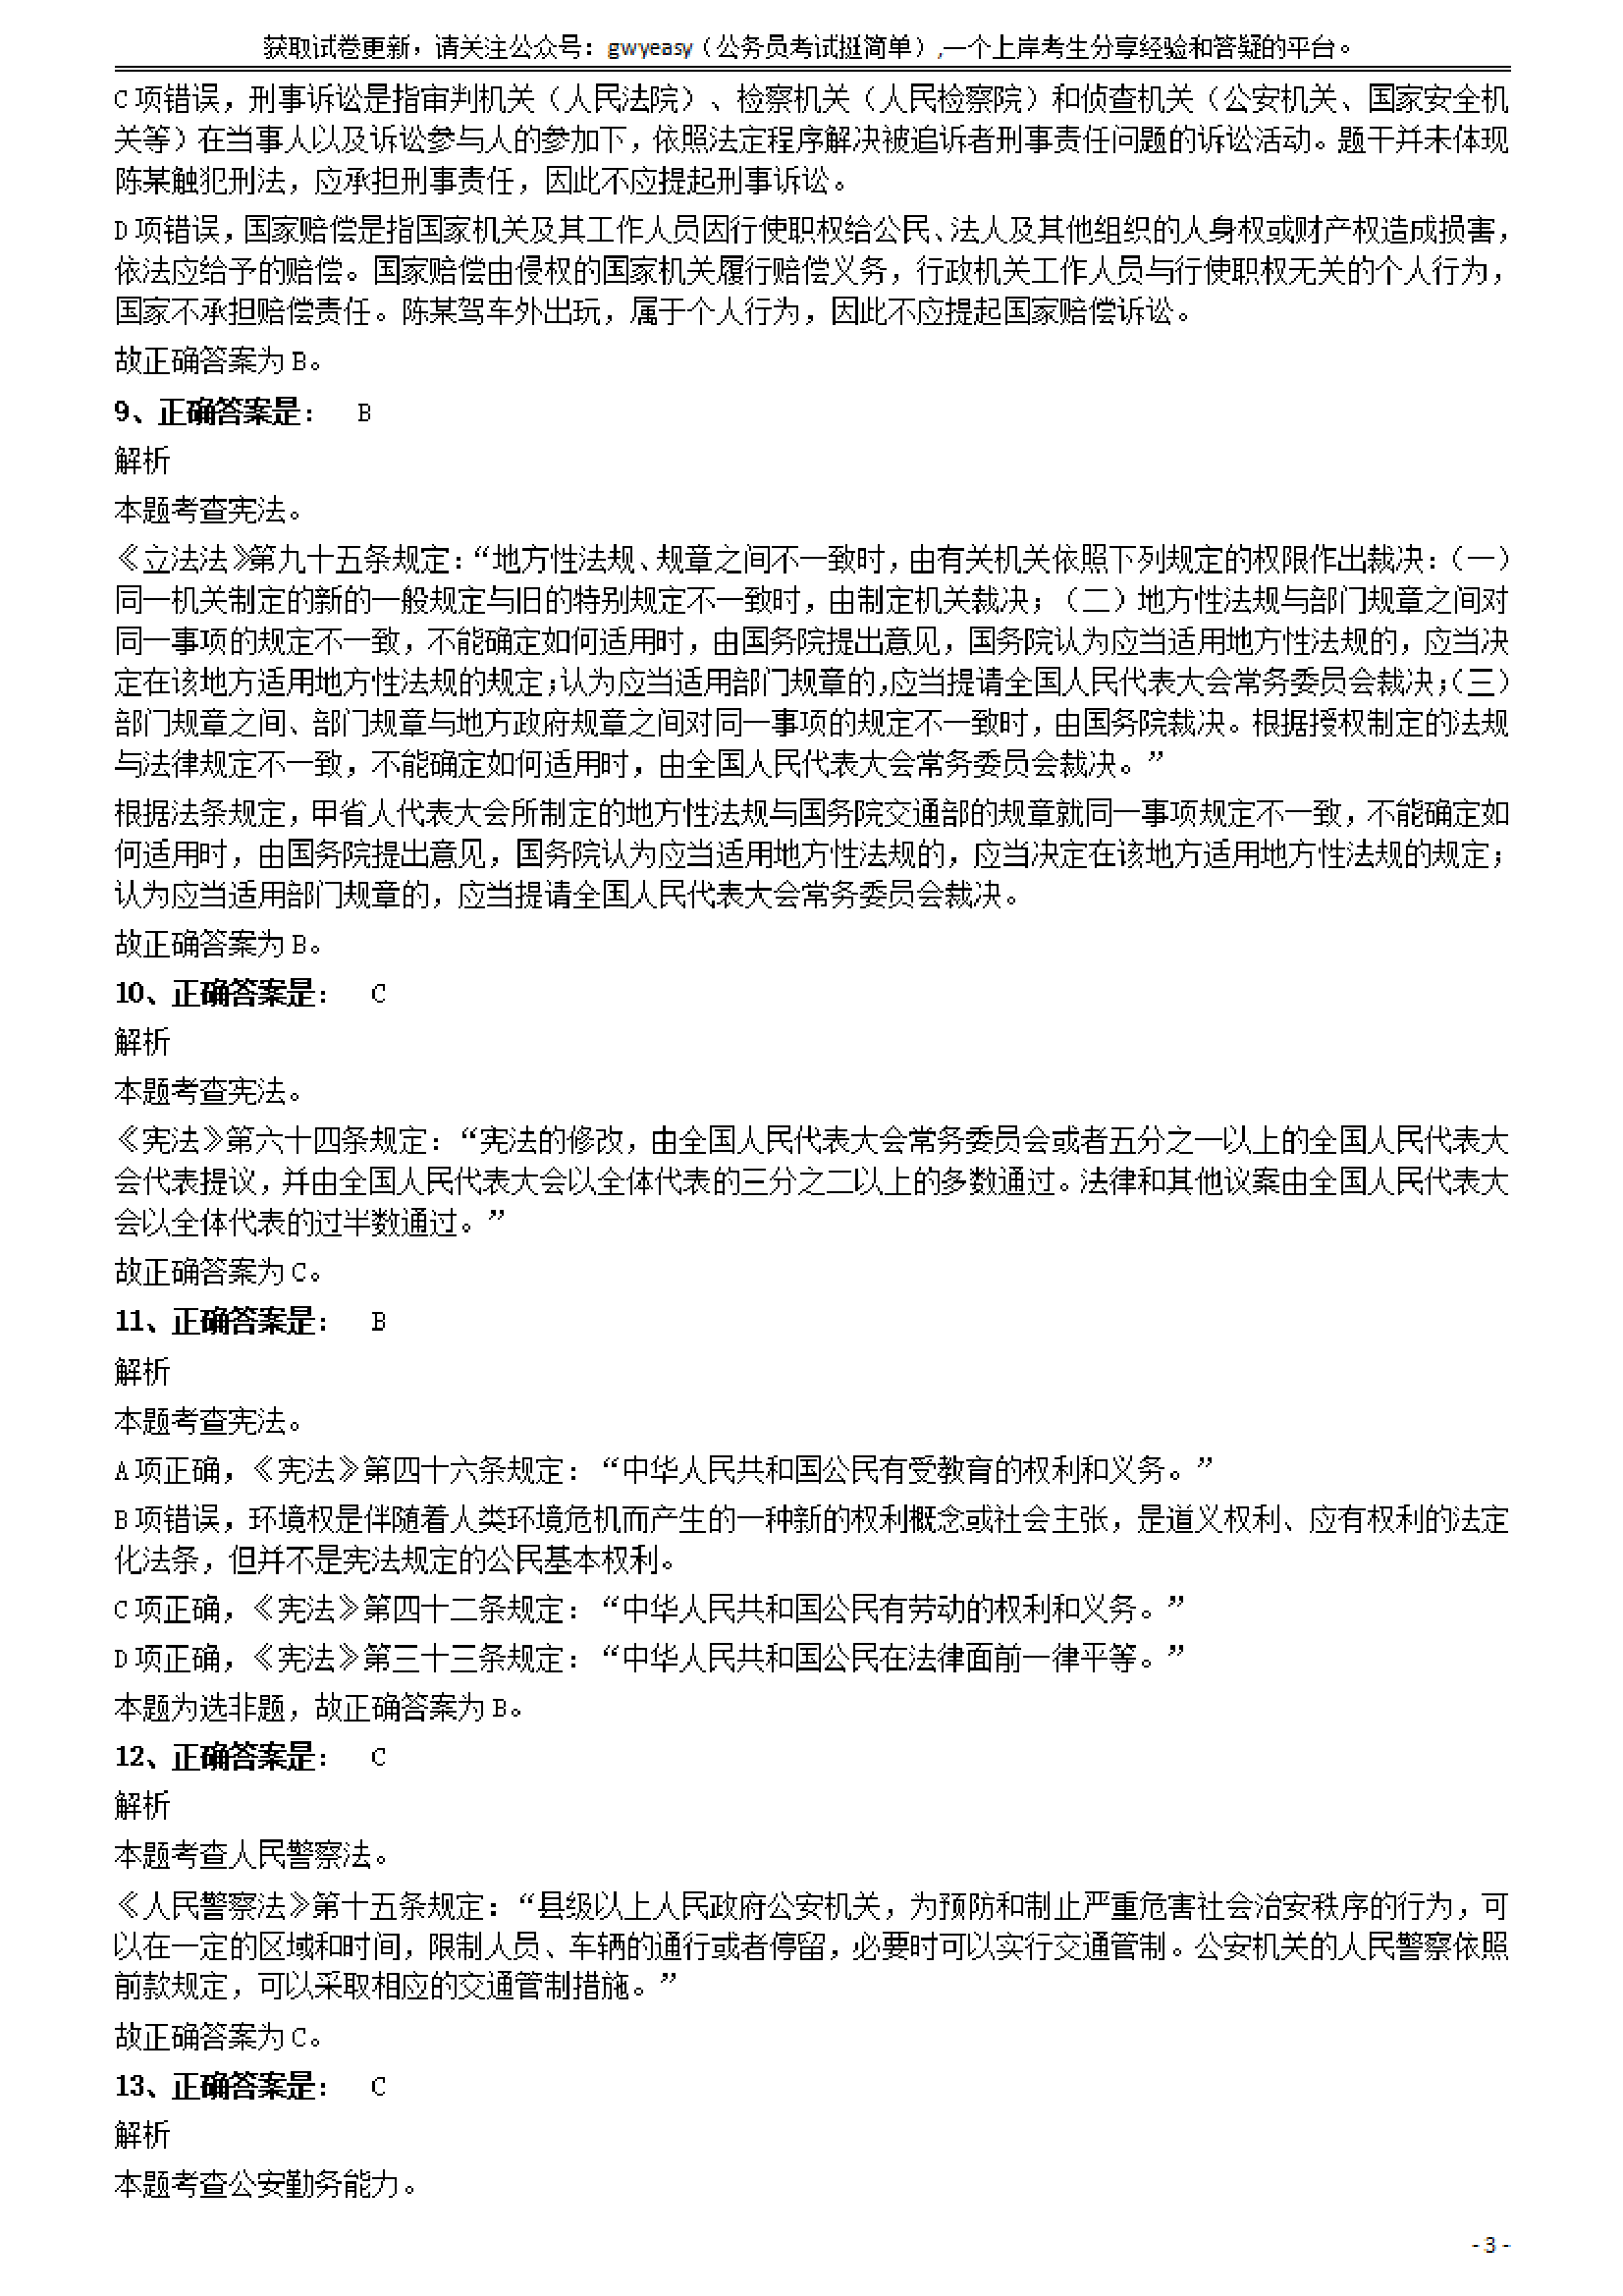 获取试卷更新，请关注公众号：gwyeasy（公务员考试挺简单）,一个上岸考生分享经验和答疑的平台。
C 项错误，刑事诉讼是指审判机关（人民法院）、检察机关（人民检察院）和侦查机关（公安机关、国家安全机
关等）在当事人以及诉讼参与人的参加下，依照法定程序解决被追诉者刑事责任问题的诉讼活动。题干并未体现
陈某触犯刑法，应承担刑事责任，因此不应提起刑事诉讼。
D 项错误，国家赔偿是指国家机关及其工作人员因行使职权给公民、法人及其他组织的人身权或财产权造成损害，
依法应给予的赔偿。国家赔偿由侵权的国家机关履行赔偿义务，行政机关工作人员与行使职权无关的个人行为，
国家不承担赔偿责任。陈某驾车外出玩，属于个人行为，因此不应提起国家赔偿诉讼。
故正确答案为 B。
9、正确答案是： B
解析
本题考查宪法。
《立法法》第九十五条规定：“地方性法规、规章之间不一致时，由有关机关依照下列规定的权限作出裁决：（一）
同一机关制定的新的一般规定与旧的特别规定不一致时，由制定机关裁决；（二）地方性法规与部门规章之间对
同一事项的规定不一致，不能确定如何适用时，由国务院提出意见，国务院认为应当适用地方性法规的，应当决
定在该地方适用地方性法规的规定；认为应当适用部门规章的，应当提请全国人民代表大会常务委员会裁决；（三）
部门规章之间、部门规章与地方政府规章之间对同一事项的规定不一致时，由国务院裁决。根据授权制定的法规
与法律规定不一致，不能确定如何适用时，由全国人民代表大会常务委员会裁决。”
根据法条规定，甲省人代表大会所制定的地方性法规与国务院交通部的规章就同一事项规定不一致，不能确定如
何适用时，由国务院提出意见，国务院认为应当适用地方性法规的，应当决定在该地方适用地方性法规的规定；
认为应当适用部门规章的，应当提请全国人民代表大会常务委员会裁决。
故正确答案为 B。
10、正确答案是： C
解析
本题考查宪法。
《宪法》第六十四条规定：“宪法的修改，由全国人民代表大会常务委员会或者五分之一以上的全国人民代表大
会代表提议，并由全国人民代表大会以全体代表的三分之二以上的多数通过。法律和其他议案由全国人民代表大
会以全体代表的过半数通过。”
故正确答案为 C。
11、正确答案是： B
解析
本题考查宪法。
A 项正确，《宪法》第四十六条规定：“中华人民共和国公民有受教育的权利和义务。”
B 项错误，环境权是伴随着人类环境危机而产生的一种新的权利概念或社会主张，是道义权利、应有权利的法定
化法条，但并不是宪法规定的公民基本权利。
C 项正确，《宪法》第四十二条规定：“中华人民共和国公民有劳动的权利和义务。”
D 项正确，《宪法》第三十三条规定：“中华人民共和国公民在法律面前一律平等。”
本题为选非题，故正确答案为 B。
12、正确答案是： C
解析
本题考查人民警察法。
《人民警察法》第十五条规定：“县级以上人民政府公安机关，为预防和制止严重危害社会治安秩序的行为，可
以在一定的区域和时间，限制人员、车辆的通行或者停留，必要时可以实行交通管制。公安机关的人民警察依照
前款规定，可以采取相应的交通管制措施。”
故正确答案为 C。
13、正确答案是： C
解析
本题考查公安勤务能力。
- 3 -